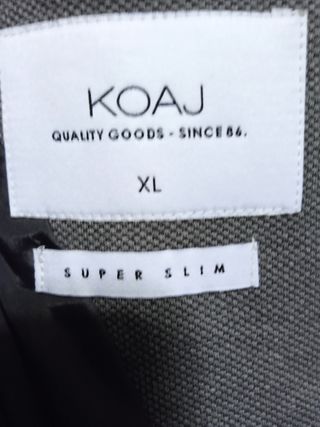 KOAJ
QUALITY GOODS - SINCE 86.
XL
SUPER SLIM